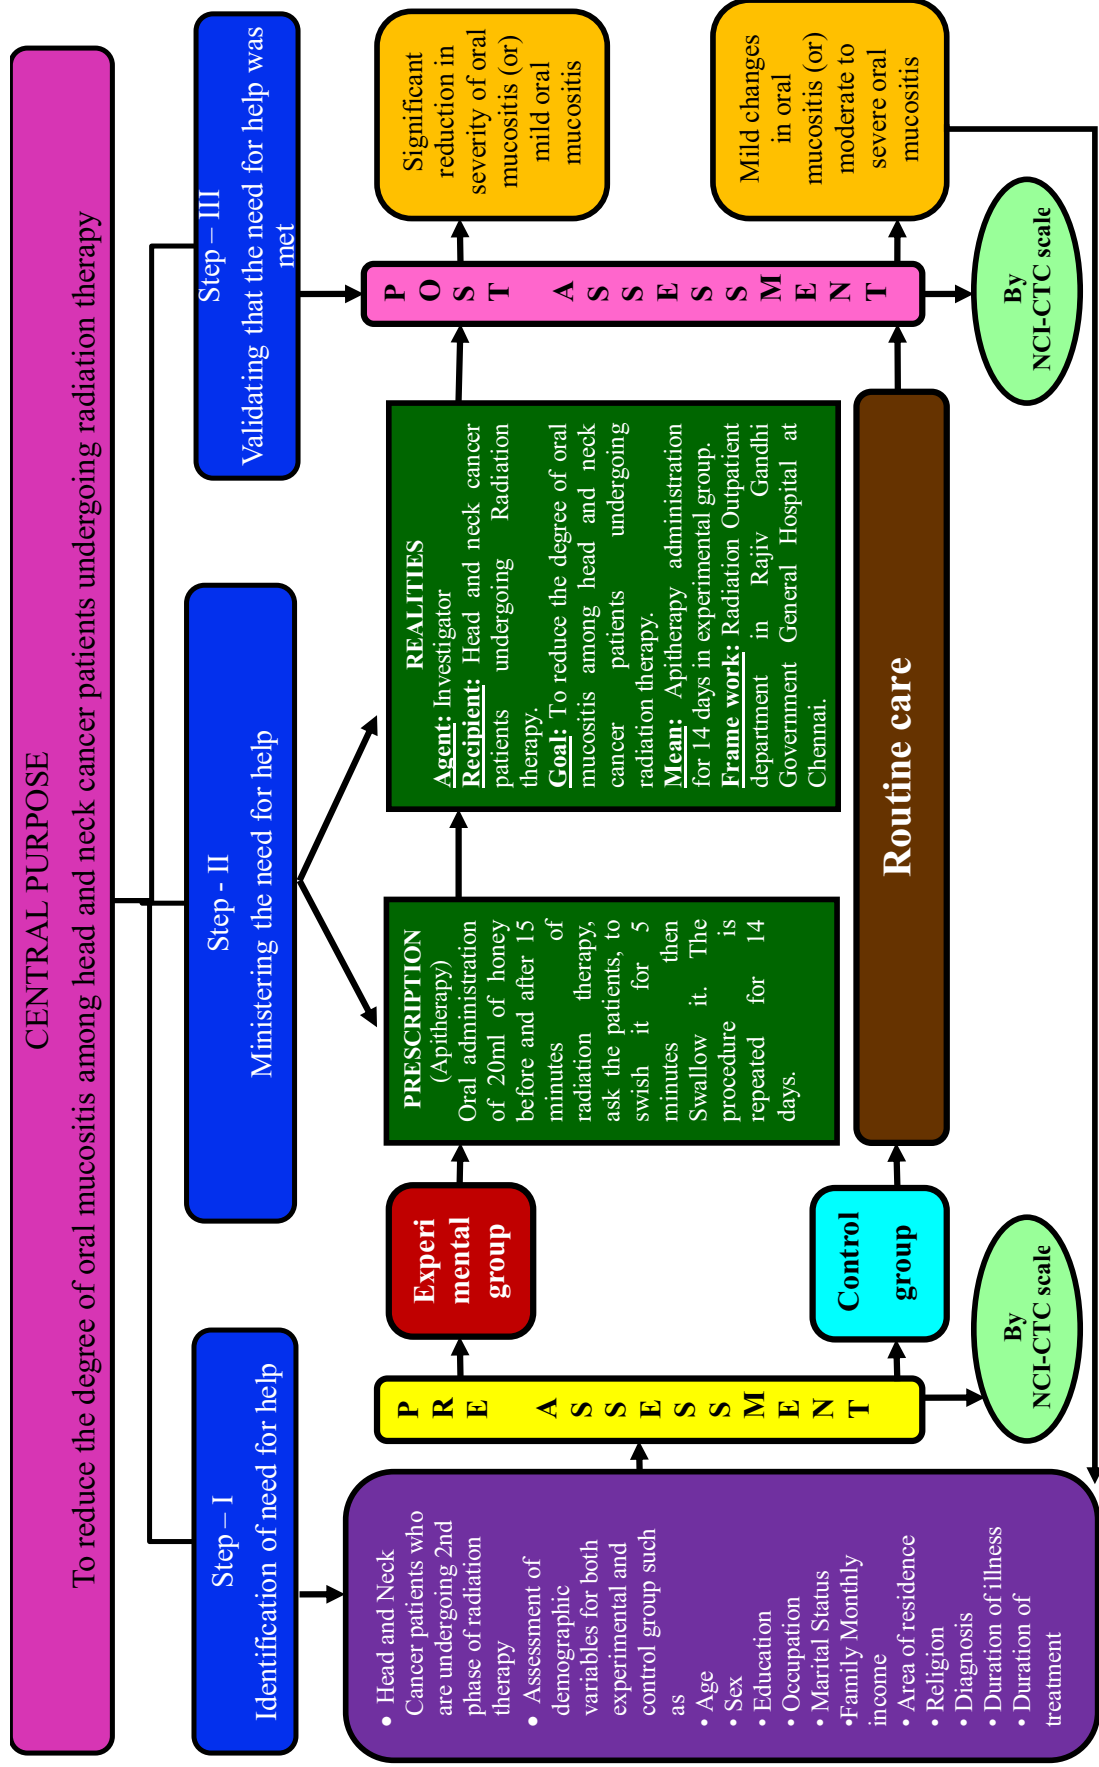 CENTRAL PURPOSE
To reduce the degree of oral mucositis among head and neck cancer patients undergoing radiation therapy
Step – I
Identification of need for help
Step - II
Ministering the need for help
Step – III
Validating that the need for help was
met
• Head and Neck
Cancer patients who
are undergoing 2nd
phase of radiation
therapy
• Assessment of
demographic
variables for both
experimental and
control group such
as
• Age
• Sex
• Education
• Occupation
• Marital Status
•Family Monthly
income
• Area of residence
• Religion
• Diagnosis
• Duration of illness
• Duration of
treatment
P
R
E
A
S
S
E
S
S
M
E
N
T
By
NCI-CTC scale
Experi
mental
group
Control
group
PRESCRIPTION
(Apitherapy)
Oral administration
of 20ml of honey
before and after 15
minutes of
radiation therapy,
ask the patients, to
swish it for 5
minutes then
Swallow it. The
procedure is
repeated for 14
days.
REALITIES
Agent: Investigator
Recipient: Head and neck cancer
patients undergoing Radiation
therapy.
Goal: To reduce the degree of oral
mucositis among head and neck
cancer patients undergoing
radiation therapy.
Mean: Apitherapy administration
for 14 days in experimental group.
Frame work: Radiation Outpatient
department in Rajiv Gandhi
Government General Hospital at
Chennai.
Routine care
P
O
S
T
A
S
S
E
S
S
M
E
N
T
By
NCI-CTC scale
Significant
reduction in
severity of oral
mucositis (or)
mild oral
mucositis
Mild changes
in oral
mucositis (or)
moderate to
severe oral
mucositis